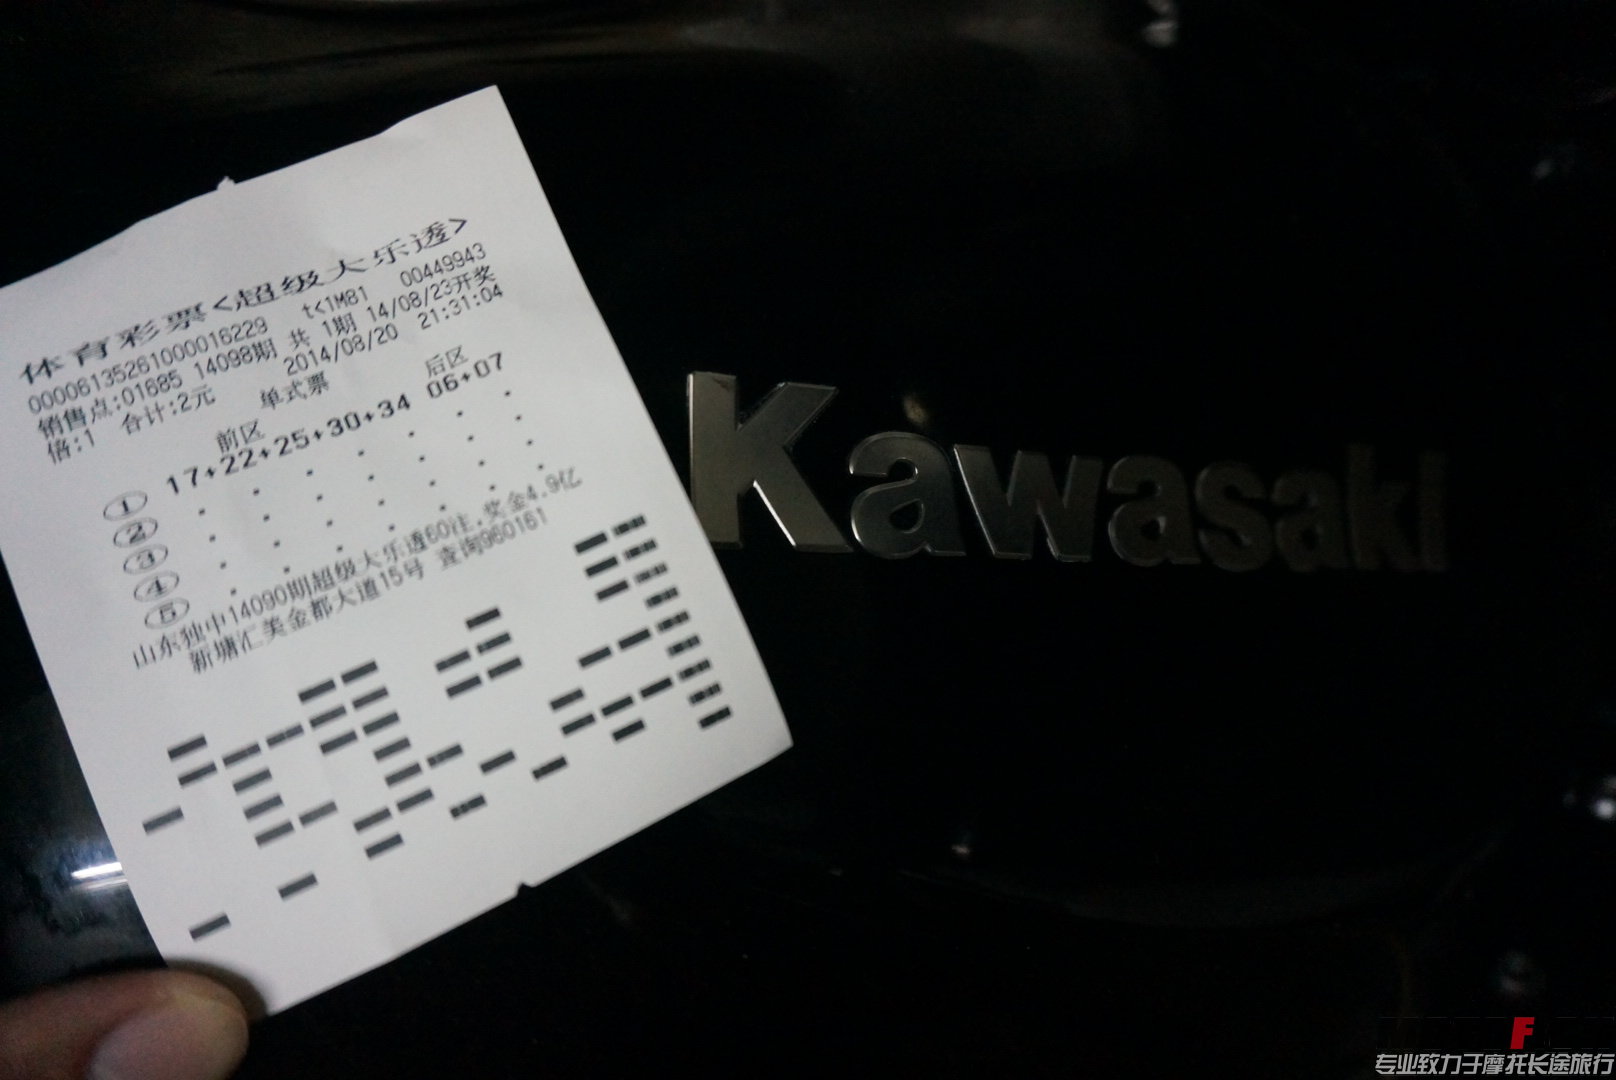 体育彩票<超级大乐透>
00006135261000016229 t<1M81 00449943
销售点:01685 14098期 共 1期 14/08/23开奖
倍:1 合计:2元 2014/08/20 21:31:04
单式票
前区 后区
① 17+22+25+30+34 06+07
②
③
④
⑤
山东独中14090期超级大乐透60注,奖金4.9亿
新塘汇美金都大道15号 查询960161
Kawasaki
F
专业致力于摩托长途旅行